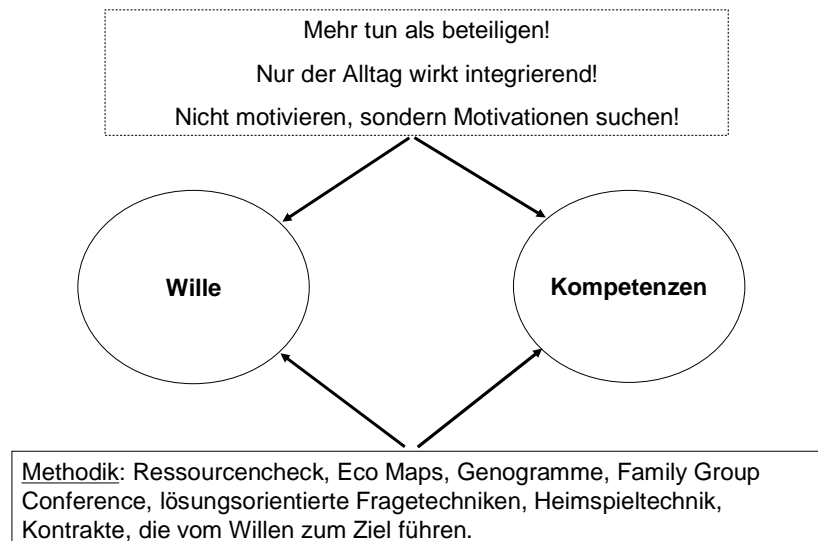 Mehr tun als beteiligen!
Nur der Alltag wirkt integrierend!
Nicht motivieren, sondern Motivationen suchen!
Wille
Kompetenzen
Methodik: Ressourcencheck, Eco Maps, Genogramme, Family Group
Conference, lösungsorientierte Fragetechniken, Heimspieltechnik,
Kontrakte, die vom Willen zum Ziel führen.